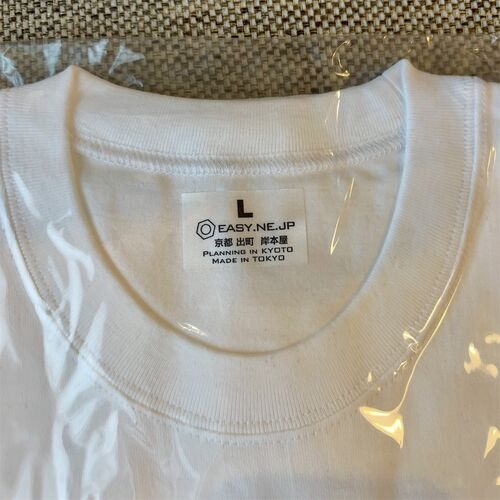 L
EASY.NE.JP
京都 出町 岸本屋
PLANNING IN KYOTO
MADE IN TOKYO